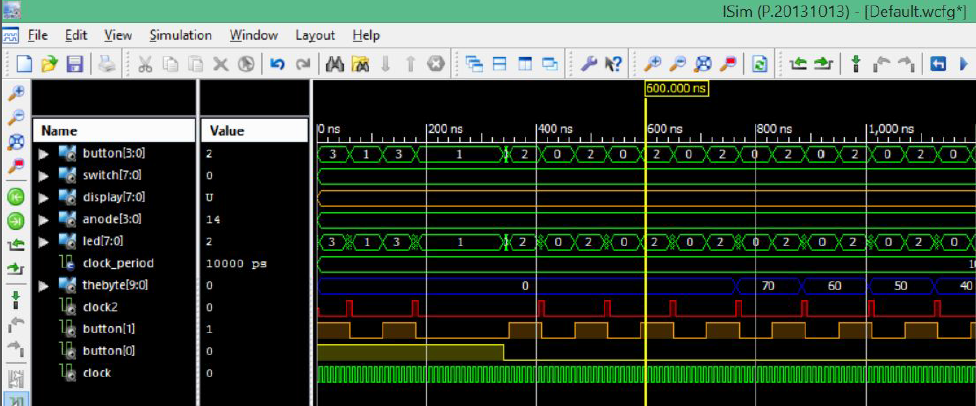 ISim (P.20131013) - [Default.wcfg*]
File Edit View Simulation Window Layout Help
600.000 ns
Name Value
0 ns 200 ns 400 ns 600 ns 800 ns 1,000 ns
button[3:0] 2 3 1 3 1 2 0 2 0 2 0 2 0 2 0 2 0 2 0
switch[7:0] 0
display[7:0] U
anode[3:0] 14
led[7:0] 2 3 1 3 1 2 0 2 0 2 0 2 0 2 0 2 0 2 0
clock_period 10000 ps
thebyte[9:0] 0 0 70 60 50 40
clock2 0
button[1] 1
button[0] 0
clock 0